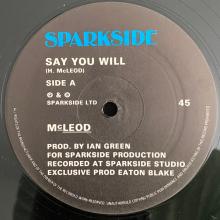 SPARKSIDE
SAY YOU WILL
(H. McLEOD)
SIDE A
℗ & ©
SPARKSIDE LTD
45
McLEOD
PROD. BY IAN GREEN
FOR SPARKSIDE PRODUCTION
RECORDED AT SPARKSIDE STUDIO
EXCLUSIVE PROD EATON BLAKE